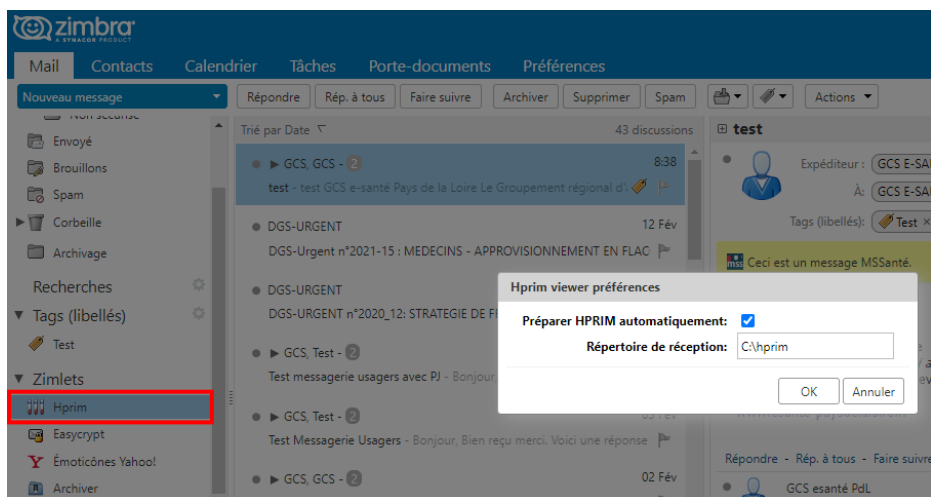 zimbra
A SYNACOR PRODUCT
Mail Contacts Calendrier Tâches Porte-documents Préférences
Nouveau message Répondre Rép. à tous Faire suivre Archiver Supprimer Spam Actions
Non sécurisé
Envoyé
Brouillons
Spam
Corbeille
Archivage
Recherches
Tags (libellés)
Test
Zimlets
Hprim
Easycrypt
Émoticônes Yahoo!
Archiver
Trié par Date 43 discussions
GCS, GCS - 2 8:38
test - test GCS e-santé Pays de la Loire Le Groupement régional
DGS-URGENT 12 Fév
DGS-Urgent n°2021-15 : MEDECINS - APPROVISIONNEMENT EN FLAC
DGS-URGENT
DGS-URGENT n°2020_12: STRATEGIE DE
GCS, Test - 2
Test messagerie usagers avec PJ - Bonjour,
GCS, Test - 2
Test Messagerie Usagers - Bonjour, Bien reçu merci. Voici une réponse
GCS, GCS - 2 02 Fév
test
Expéditeur : GCS E-SA
À: GCS E-SA
Tags (libellés): Test ×
mss Ceci est un message MSSanté.
Hprim viewer préférences
Préparer HPRIM automatiquement:
Répertoire de réception: C:\hprim
OK Annuler
Répondre - Rép. à tous - Faire suivre
GCS esanté PdL